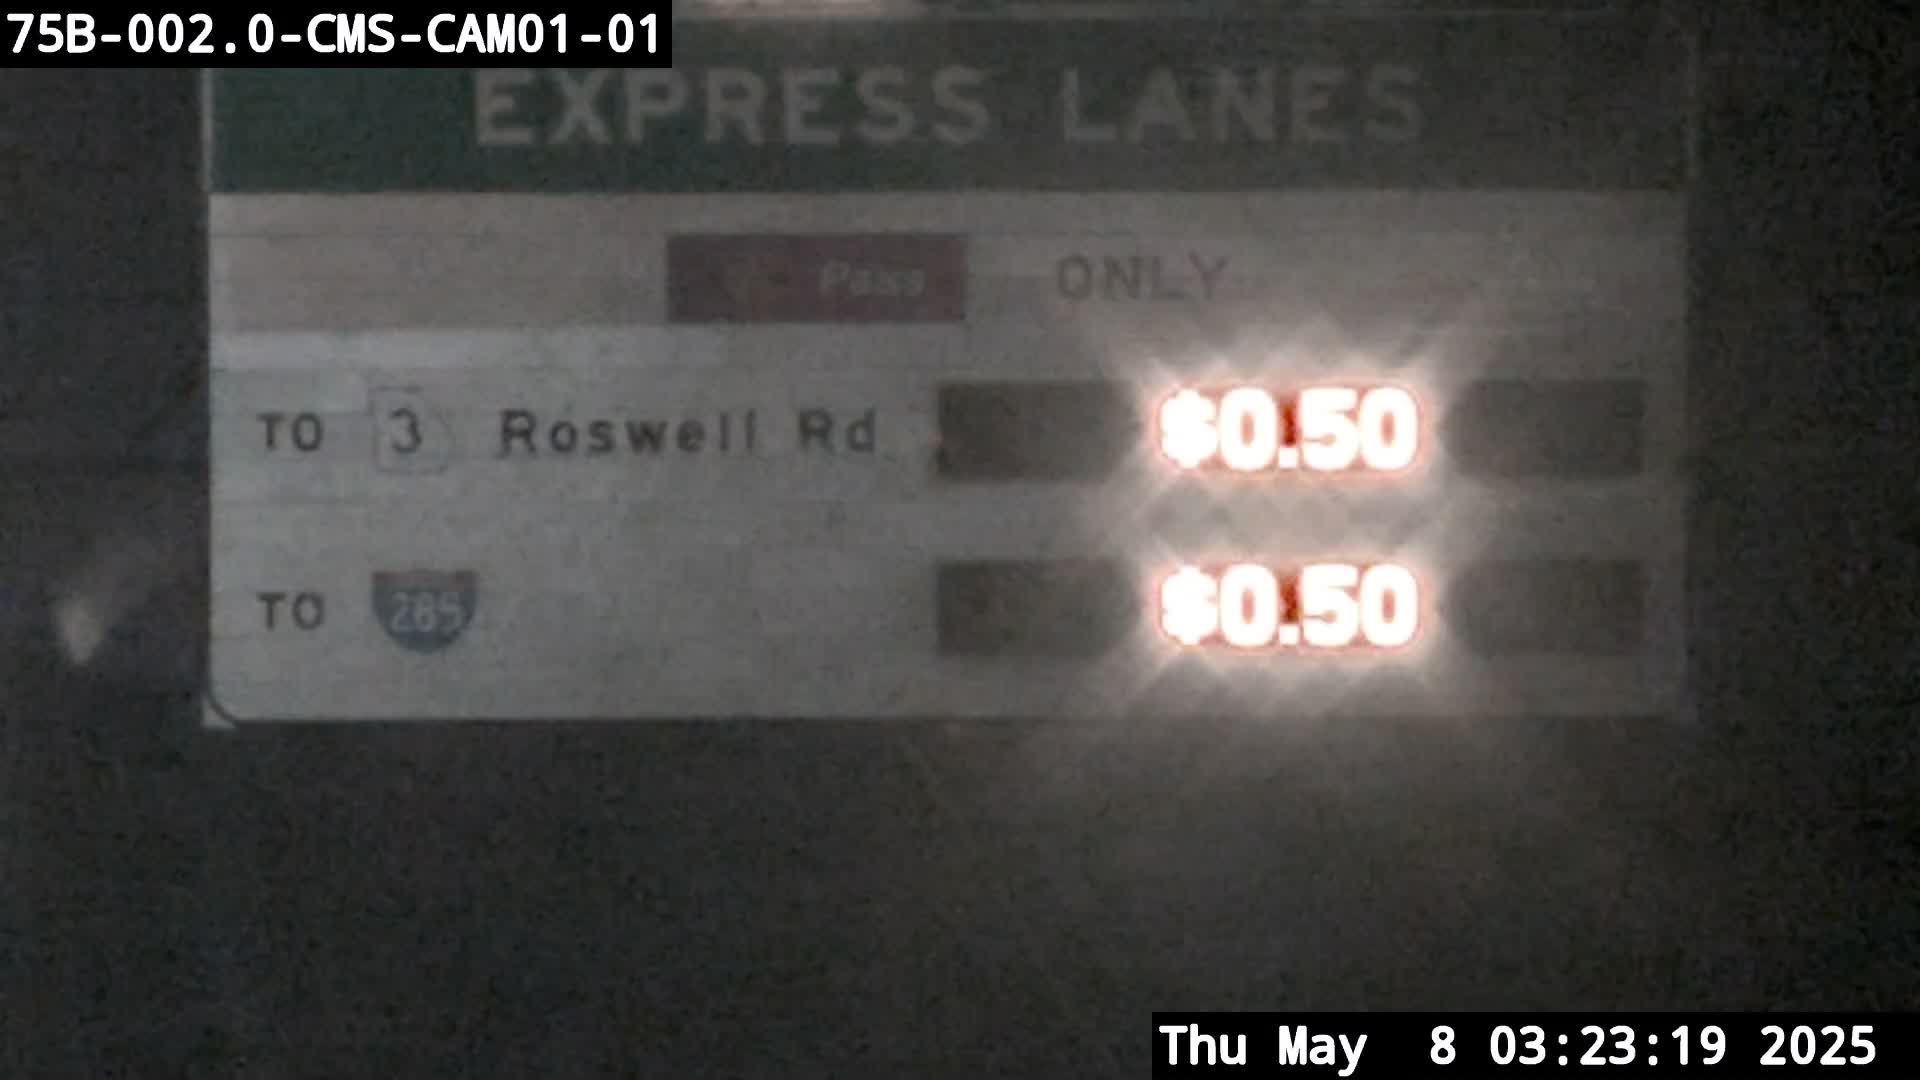 75B-002.0-CMS-CAM01-01
EXPRESS LANES
Pass ONLY
TO 3 Roswell Rd $0.50
TO 285 $0.50
Thu May 8 03:23:19 2025